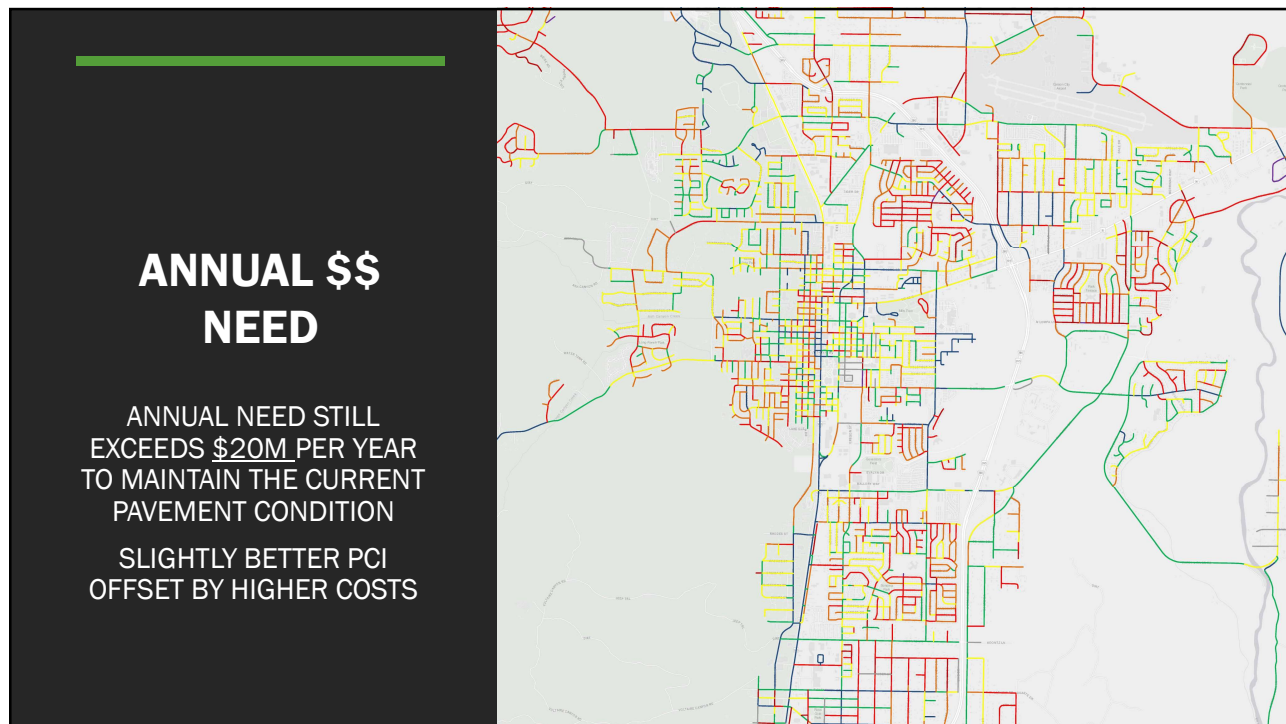 ANNUAL $$
NEED
ANNUAL NEED STILL
EXCEEDS $20M PER YEAR
TO MAINTAIN THE CURRENT
PAVEMENT CONDITION
SLIGHTLY BETTER PCI
OFFSET BY HIGHER COSTS